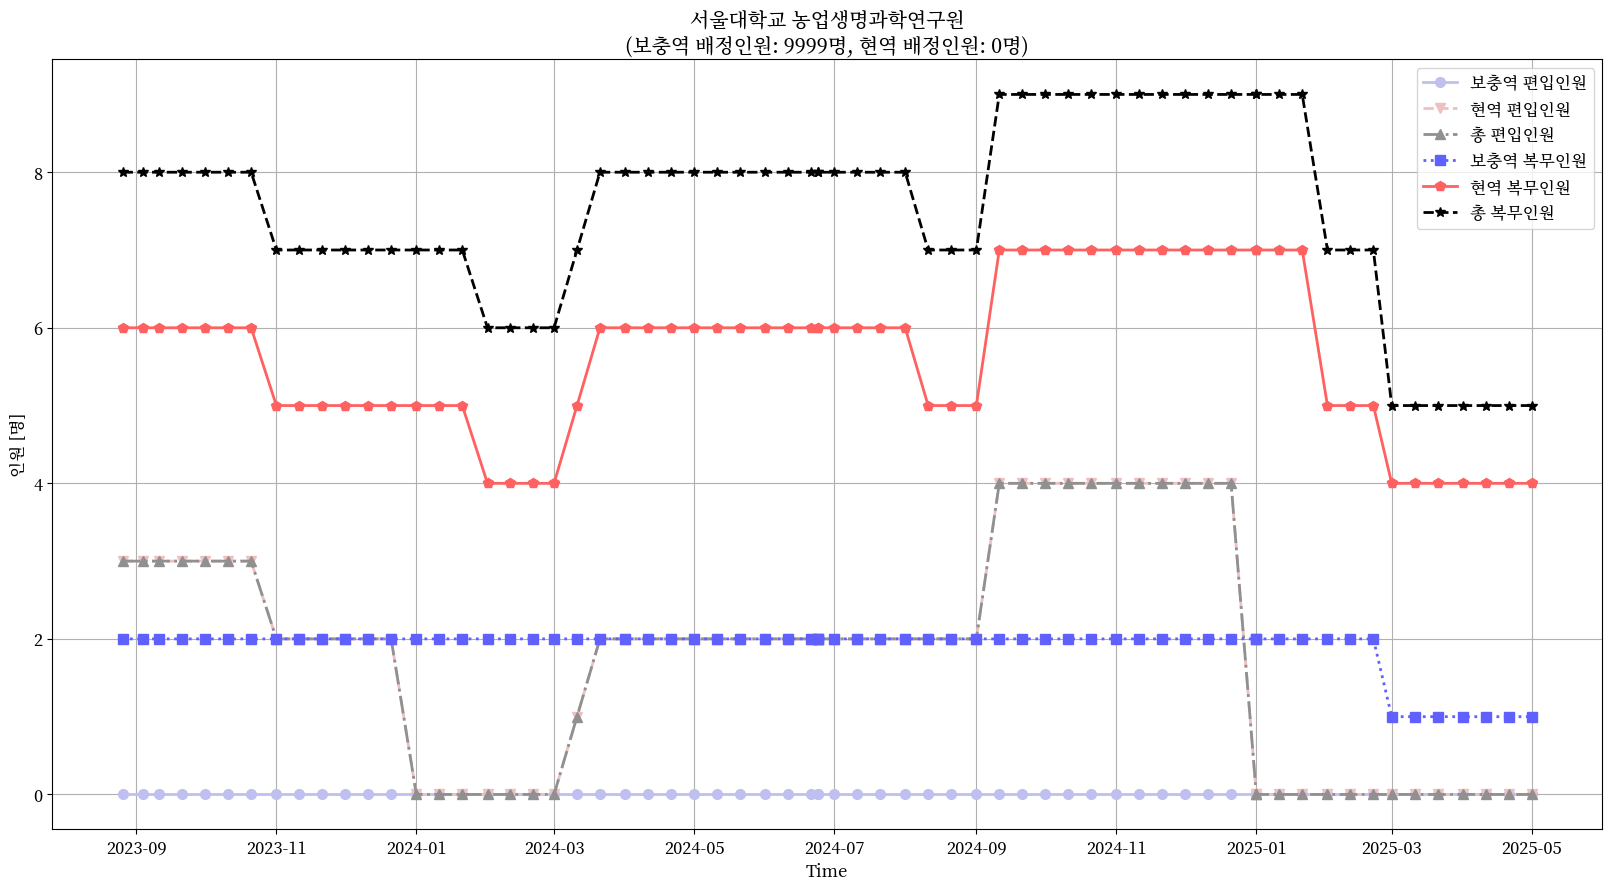 서울대학교 농업생명과학연구원
(보충역 배정인원: 9999명, 현역 배정인원: 0명)
보충역 편입인원
현역 편입인원
총 편입인원
보충역 복무인원
현역 복무인원
총 복무인원
인원 [명]
8
6
4
2
0
2023-09
2023-11
2024-01
2024-03
2024-05
2024-07
2024-09
2024-11
2025-01
2025-03
2025-05
Time